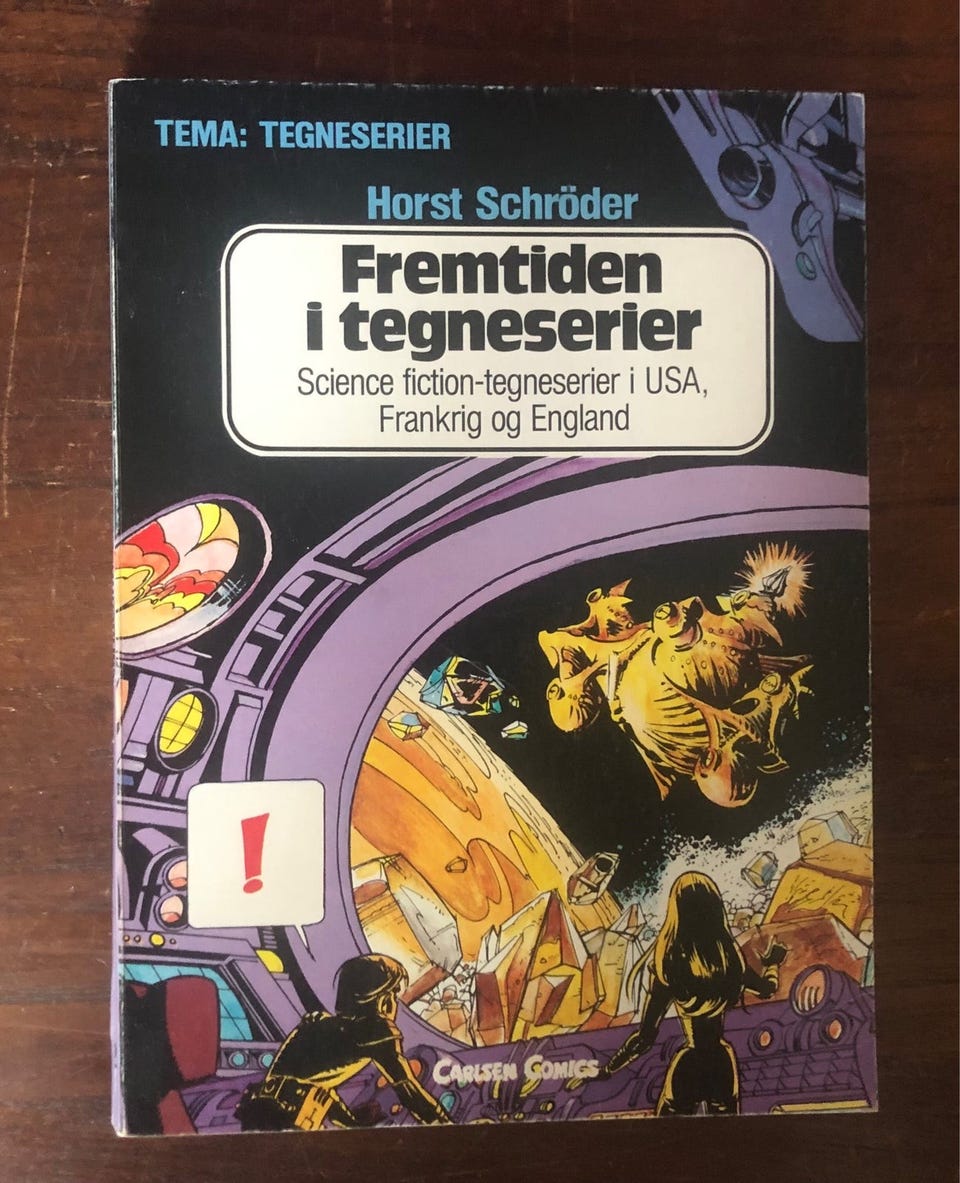 TEMA: TEGNESERIER
Horst Schröder
Fremtiden
i tegneserier
Science fiction-tegneserier i USA,
Frankrig og England
!
CARLSEN COMICS